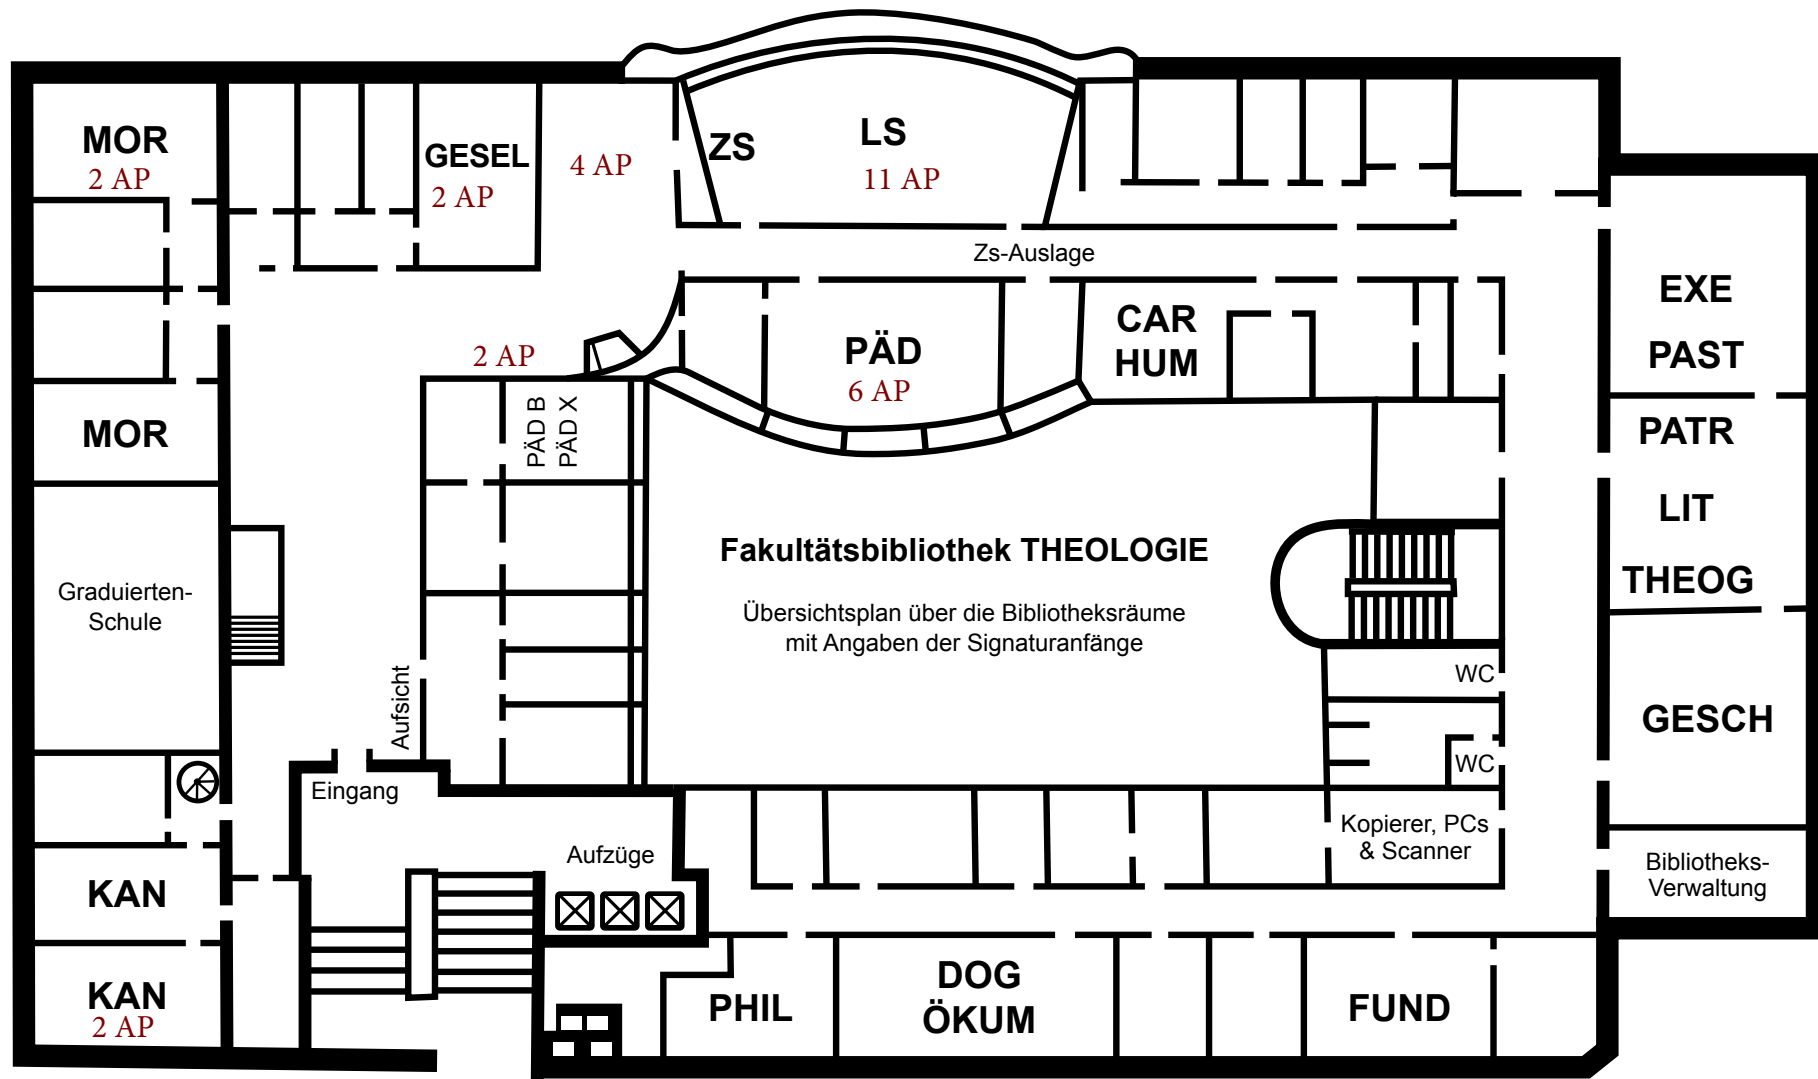 MOR
2 AP
GESEL
2 AP
4 AP
ZS
LS
11 AP
Zs-Auslage
EXE
PAST
CAR
HUM
PÄD
6 AP
2 AP
PÄD B
PÄD X
MOR
PATR
LIT
THEOG
Fakultätsbibliothek THEOLOGIE
Übersichtsplan über die Bibliotheksräume
mit Angaben der Signaturanfänge
Graduierten-
Schule
Aufsicht
WC
GESCH
WC
Eingang
Kopierer, PCs
& Scanner
Aufzüge
Bibliotheks-
Verwaltung
KAN
KAN
2 AP
PHIL
DOG
ÖKUM
FUND